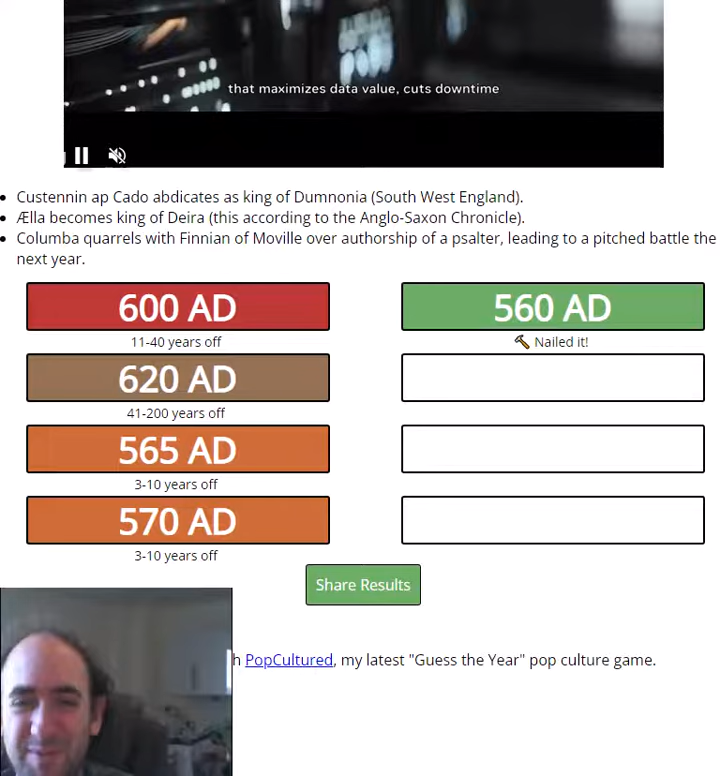 that maximizes data value, cuts downtime
Custennin ap Cado abdicates as king of Dumnonia (South West England).
Ælla becomes king of Deira (this according to the Anglo-Saxon Chronicle).
Columba quarrels with Finnian of Moville over authorship of a psalter, leading to a pitched battle the
next year.
600 AD
11-40 years off
620 AD
41-200 years off
565 AD
3-10 years off
570 AD
3-10 years off
560 AD
Nailed it!
Share Results
h PopCultured, my latest "Guess the Year" pop culture game.